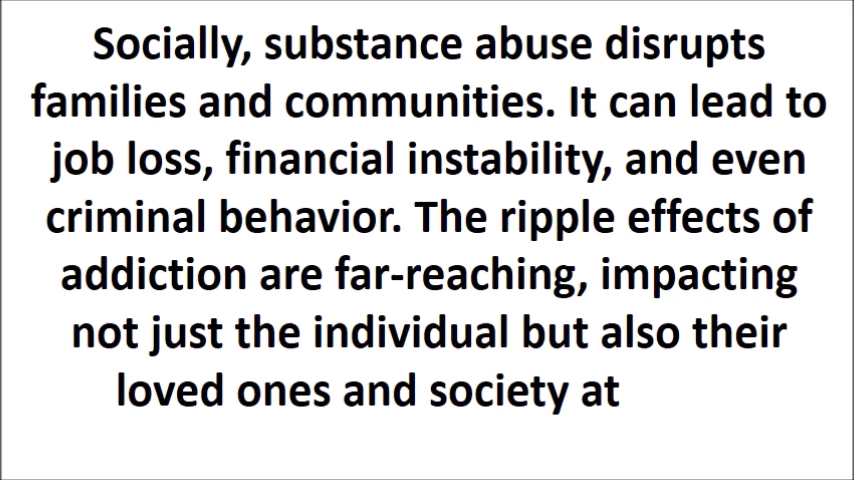 Socially, substance abuse disrupts
families and communities. It can lead to
job loss, financial instability, and even
criminal behavior. The ripple effects of
addiction are far-reaching, impacting
not just the individual but also their
loved ones and society at